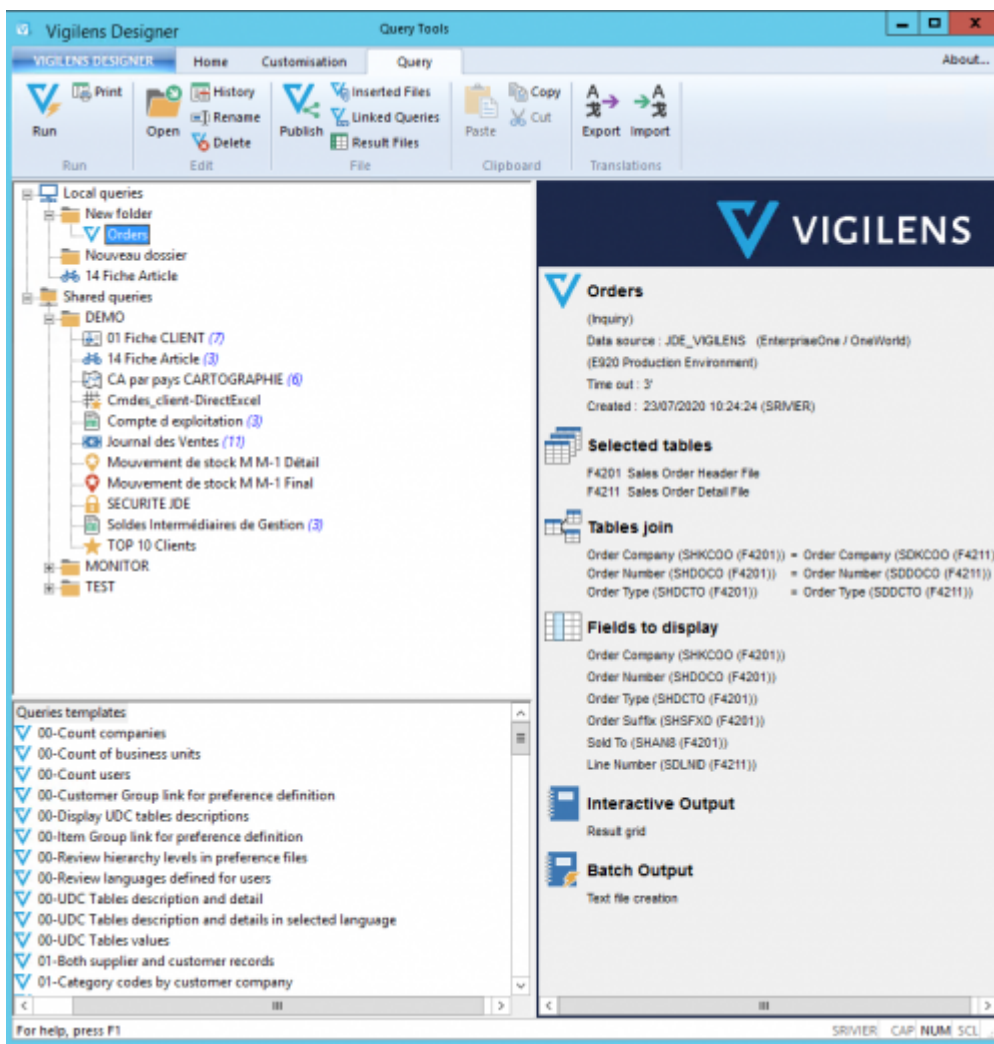 Vigilens Designer
Query Tools
VIGILENS DESIGNER
Home
Customisation
Query
About...
Run
Print
Run
Open
History
Rename
Delete
Edit
Publish
Inserted Files
Linked Queries
Result Files
File
Paste
Copy
Cut
Clipboard
Export
Import
Translations
Local queries
New folder
Orders
Nouveau dossier
14 Fiche Article
Shared queries
DEMO
01 Fiche CLIENT (7)
14 Fiche Article (3)
CA par pays CARTOGRAPHIE (6)
Cmdes_client-DirectExcel
Compte d exploitation (3)
Journal des Ventes (11)
Mouvement de stock M M-1 Détail
Mouvement de stock M M-1 Final
SECURITE JDE
Soldes Intermédiaires de Gestion (3)
TOP 10 Clients
MONITOR
TEST
Queries templates
00-Count companies
00-Count of business units
00-Count users
00-Customer Group link for preference definition
00-Display UDC tables descriptions
00-Item Group link for preference definition
00-Review hierarchy levels in preference files
00-Review languages defined for users
00-UDC Tables description and detail
00-UDC Tables description and details in selected language
00-UDC Tables values
01-Both supplier and customer records
01-Category codes by customer company
VIGILENS
Orders
(Inquiry)
Data source : JDE_VIGILENS (EnterpriseOne / OneWorld)
(E920 Production Environment)
Time out : 3'
Created : 23/07/2020 10:24:24 (SRIVIER)
Selected tables
F4201 Sales Order Header File
F4211 Sales Order Detail File
Tables join
Order Company (SHKCOO (F4201)) = Order Company (SDKCOO (F4211)
Order Number (SHDOCO (F4201)) = Order Number (SDDOCO (F4211))
Order Type (SHDCTO (F4201)) = Order Type (SDDCTO (F4211))
Fields to display
Order Company (SHKCOO (F4201))
Order Number (SHDOCO (F4201))
Order Type (SHDCTO (F4201))
Order Suffix (SHSFXO (F4201))
Sold To (SHAN8 (F4201))
Line Number (SDLNID (F4211))
Interactive Output
Result grid
Batch Output
Text file creation
For help, press F1
SRIVIER CAP NUM SCL